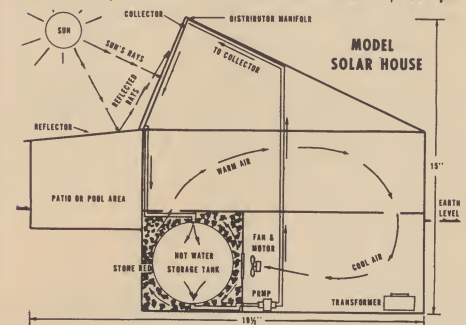 COLLECTOR
DISTRIBUTOR MANIFOLD
SUN
MODEL
SOLAR HOUSE
SUN'S RAYS
TO COLLECTOR
REFLECTED
RAYS
REFLECTOR
WARM AIR
15"
PATIO OR POOL AREA
EARTH
LEVEL
HOT WATER
STORAGE TANK
FAN &
MOTOR
STONE BED
COOL AIR
PUMP
TRANSFORMER
19½"